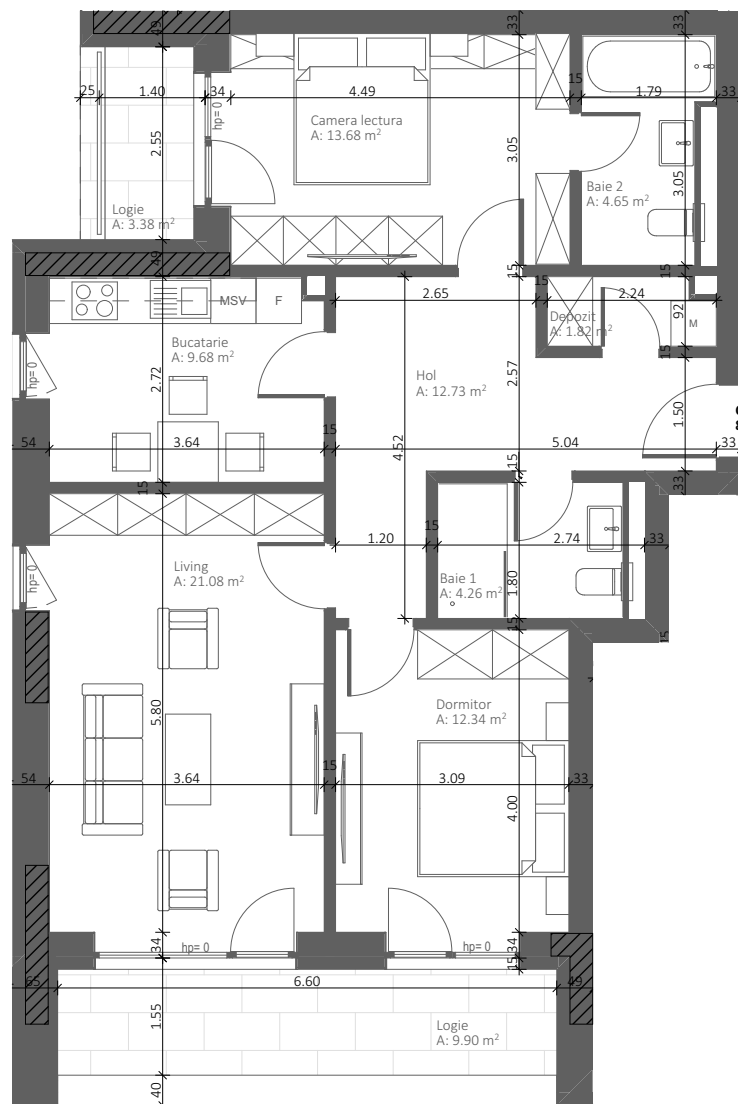 49
33
33
25
1.40
34
4.49
15
1.79
33
hp= 0
Camera lectura
A: 13.68 m²
2.55
3.05
3.05
Baie 2
A: 4.65 m²
Logie
A: 3.38 m²
49
15
15
2.65
15
2.24
MSV
F
Depozit
A: 1.82 m²
92
M
Bucatarie
A: 9.68 m²
15
Hol
A: 12.73 m²
2.72
hp= 0
2.57
1.50
54
3.64
15
4.52
5.04
33
15
15
33
15
1.20
2.74
33
Living
A: 21.08 m²
hp= 0
Baie 1
A: 4.26 m²
1.80
15
15
Dormitor
A: 12.34 m²
5.80
54
3.64
15
3.09
33
4.00
34
hp= 0
hp= 0
34
15
65
6.60
49
1.55
Logie
A: 9.90 m²
40